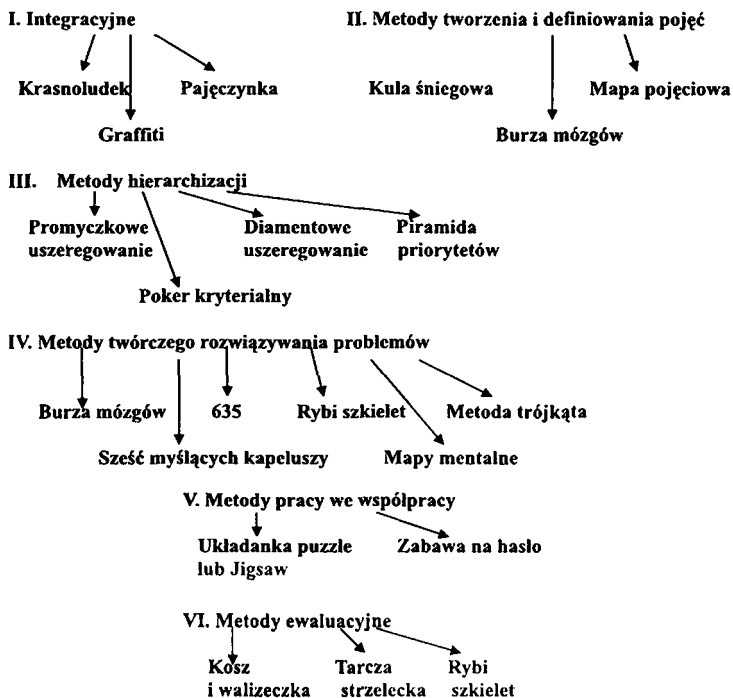 I. Integracyjne
Krasnoludek Pajęczynka
Graffiti
II. Metody tworzenia i definiowania pojęć
Kula śniegowa Mapa pojęciowa
Burza mózgów
III. Metody hierarchizacji
Promyczkowe uszeregowanie
Diamentowe uszeregowanie
Piramida priorytetów
Poker kryterialny
IV. Metody twórczego rozwiązywania problemów
Burza mózgów 635 Rybi szkielet Metoda trójkąta
Sześć myślących kapeluszy Mapy mentalne
V. Metody pracy we współpracy
Układanka puzzle
lub Jigsaw
Zabawa na hasło
VI. Metody ewaluacyjne
Kosz
i walizeczka
Tarcza
strzelecka
Rybi
szkielet